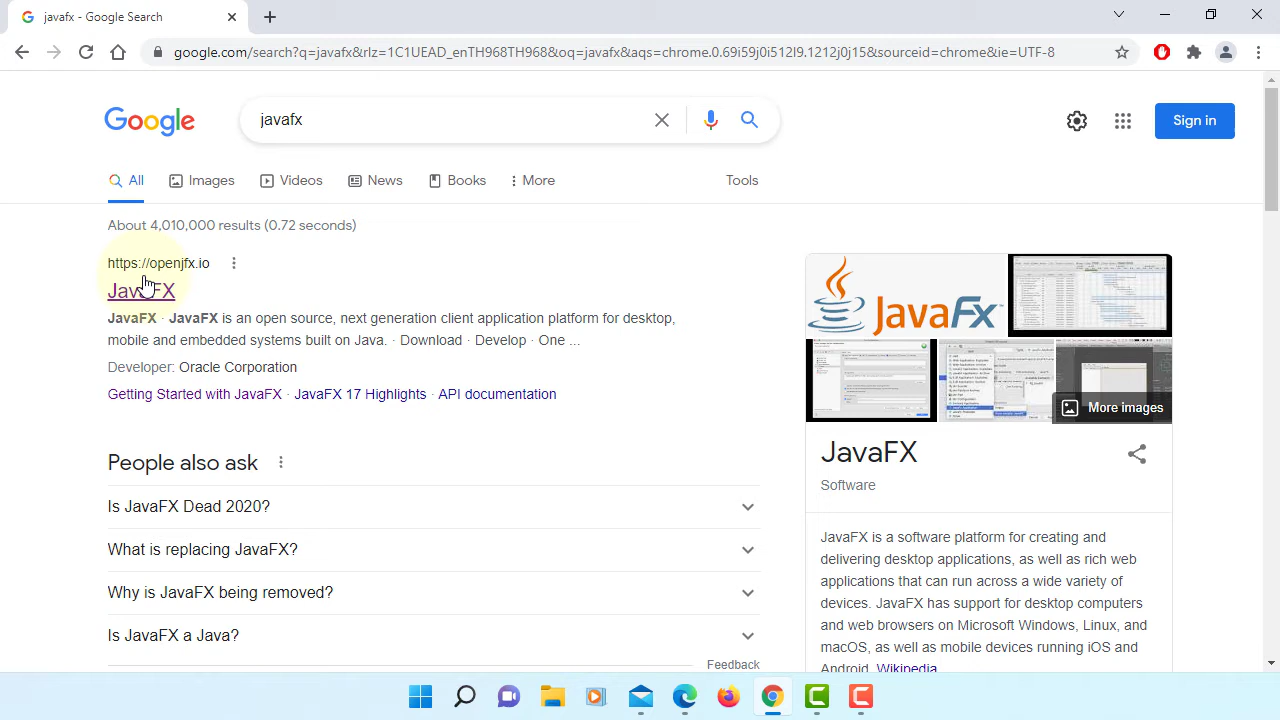 javafx - Google Search
google.com/search?q=javafx&rlz=1C1UEAD_enTH968TH968&oq=javafx&aqs=chrome.0.69i59j0i512l9.1212j0j15&sourceid=chrome&ie=UTF-8
Google
javafx
Sign in
All Images Videos News Books More Tools
About 4,010,000 results (0.72 seconds)
https://openjfx.io
JavaFX
JavaFX · JavaFX is an open source, next generation client application platform for desktop,
mobile and embedded systems built on Java. · Download · Develop · One ...
Developer: Oracle Corporation
Getting Started with JavaFX · JavaFX 17 Highlights · API documentation
People also ask
Is JavaFX Dead 2020?
What is replacing JavaFX?
Why is JavaFX being removed?
Is JavaFX a Java?
Feedback
JavaFx
More images
JavaFX
Software
JavaFX is a software platform for creating and
delivering desktop applications, as well as rich web
applications that can run across a wide variety of
devices. JavaFX has support for desktop computers
and web browsers on Microsoft Windows, Linux, and
macOS, as well as mobile devices running iOS and
Android. Wikipedia